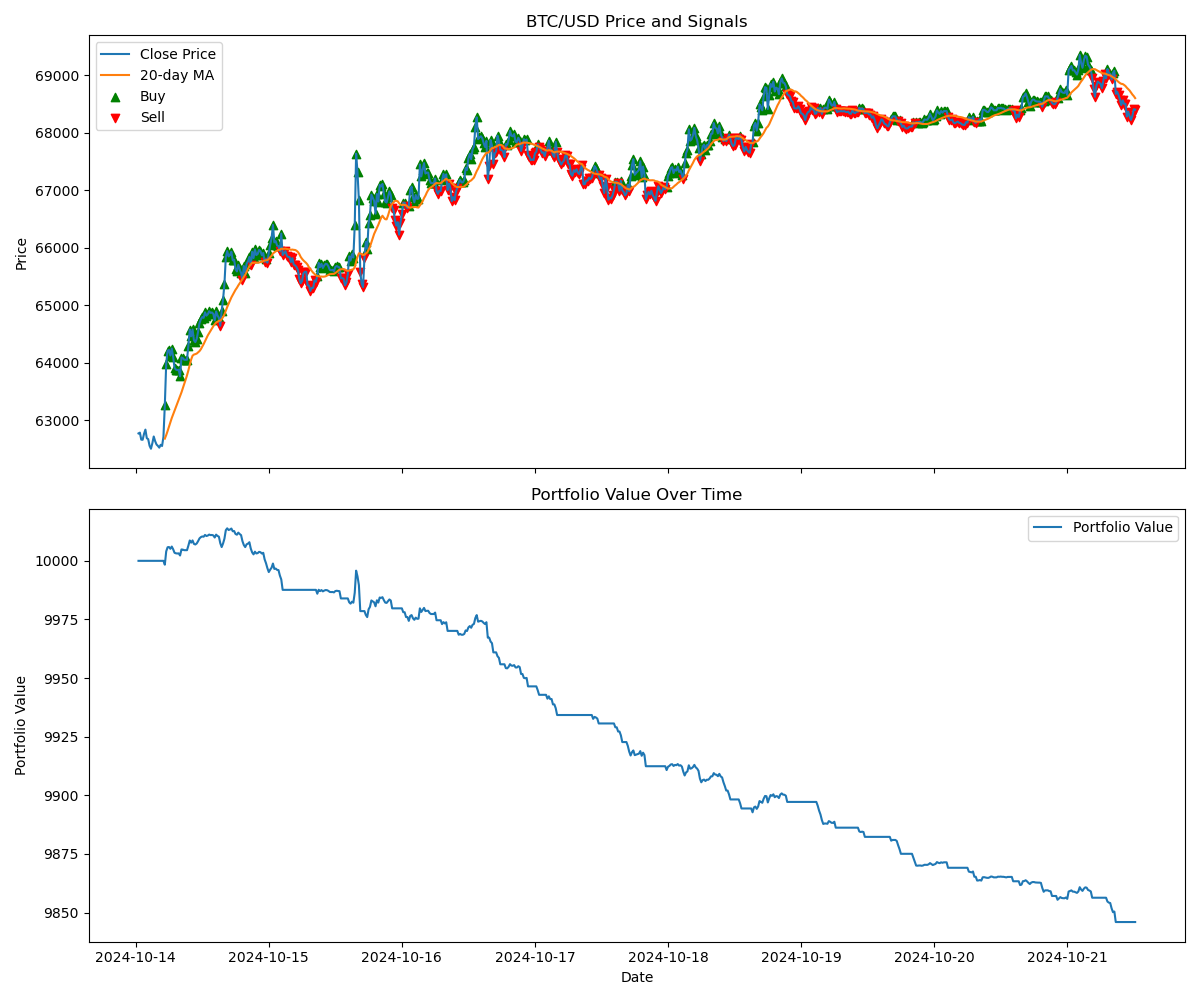 BTC/USD Price and Signals
Close Price
20-day MA
Buy
Sell
69000
68000
67000
66000
65000
64000
63000
Price
Portfolio Value Over Time
Portfolio Value
10000
9975
9950
9925
9900
9875
9850
Portfolio Value
2024-10-14 2024-10-15 2024-10-16 2024-10-17 2024-10-18 2024-10-19 2024-10-20 2024-10-21
Date